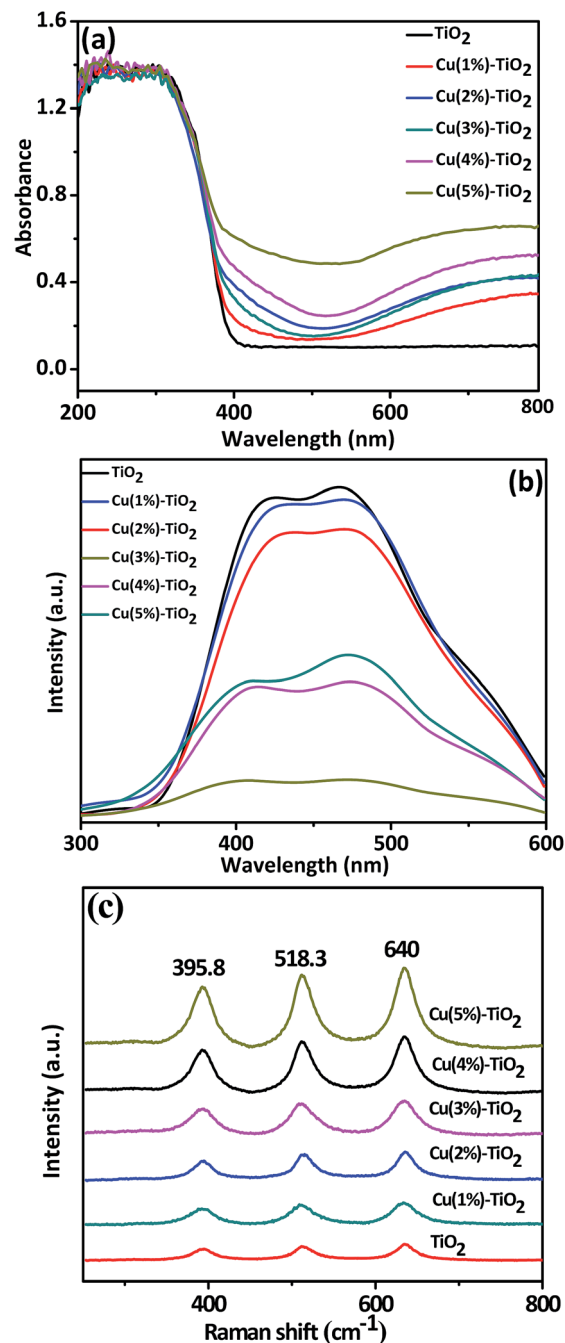 (a)
TiO2
Cu(1%)-TiO2
Cu(2%)-TiO2
Cu(3%)-TiO2
Cu(4%)-TiO2
Cu(5%)-TiO2
1.6
1.2
0.8
0.4
0.0
Absorbance
200 400 600 800
Wavelength (nm)
(b)
TiO2
Cu(1%)-TiO2
Cu(2%)-TiO2
Cu(3%)-TiO2
Cu(4%)-TiO2
Cu(5%)-TiO2
Intensity (a.u.)
300 400 500 600
Wavelength (nm)
(c)
395.8 518.3 640
Cu(5%)-TiO2
Cu(4%)-TiO2
Cu(3%)-TiO2
Cu(2%)-TiO2
Cu(1%)-TiO2
TiO2
Intensity (a.u.)
400 600 800
Raman shift (cm-1)